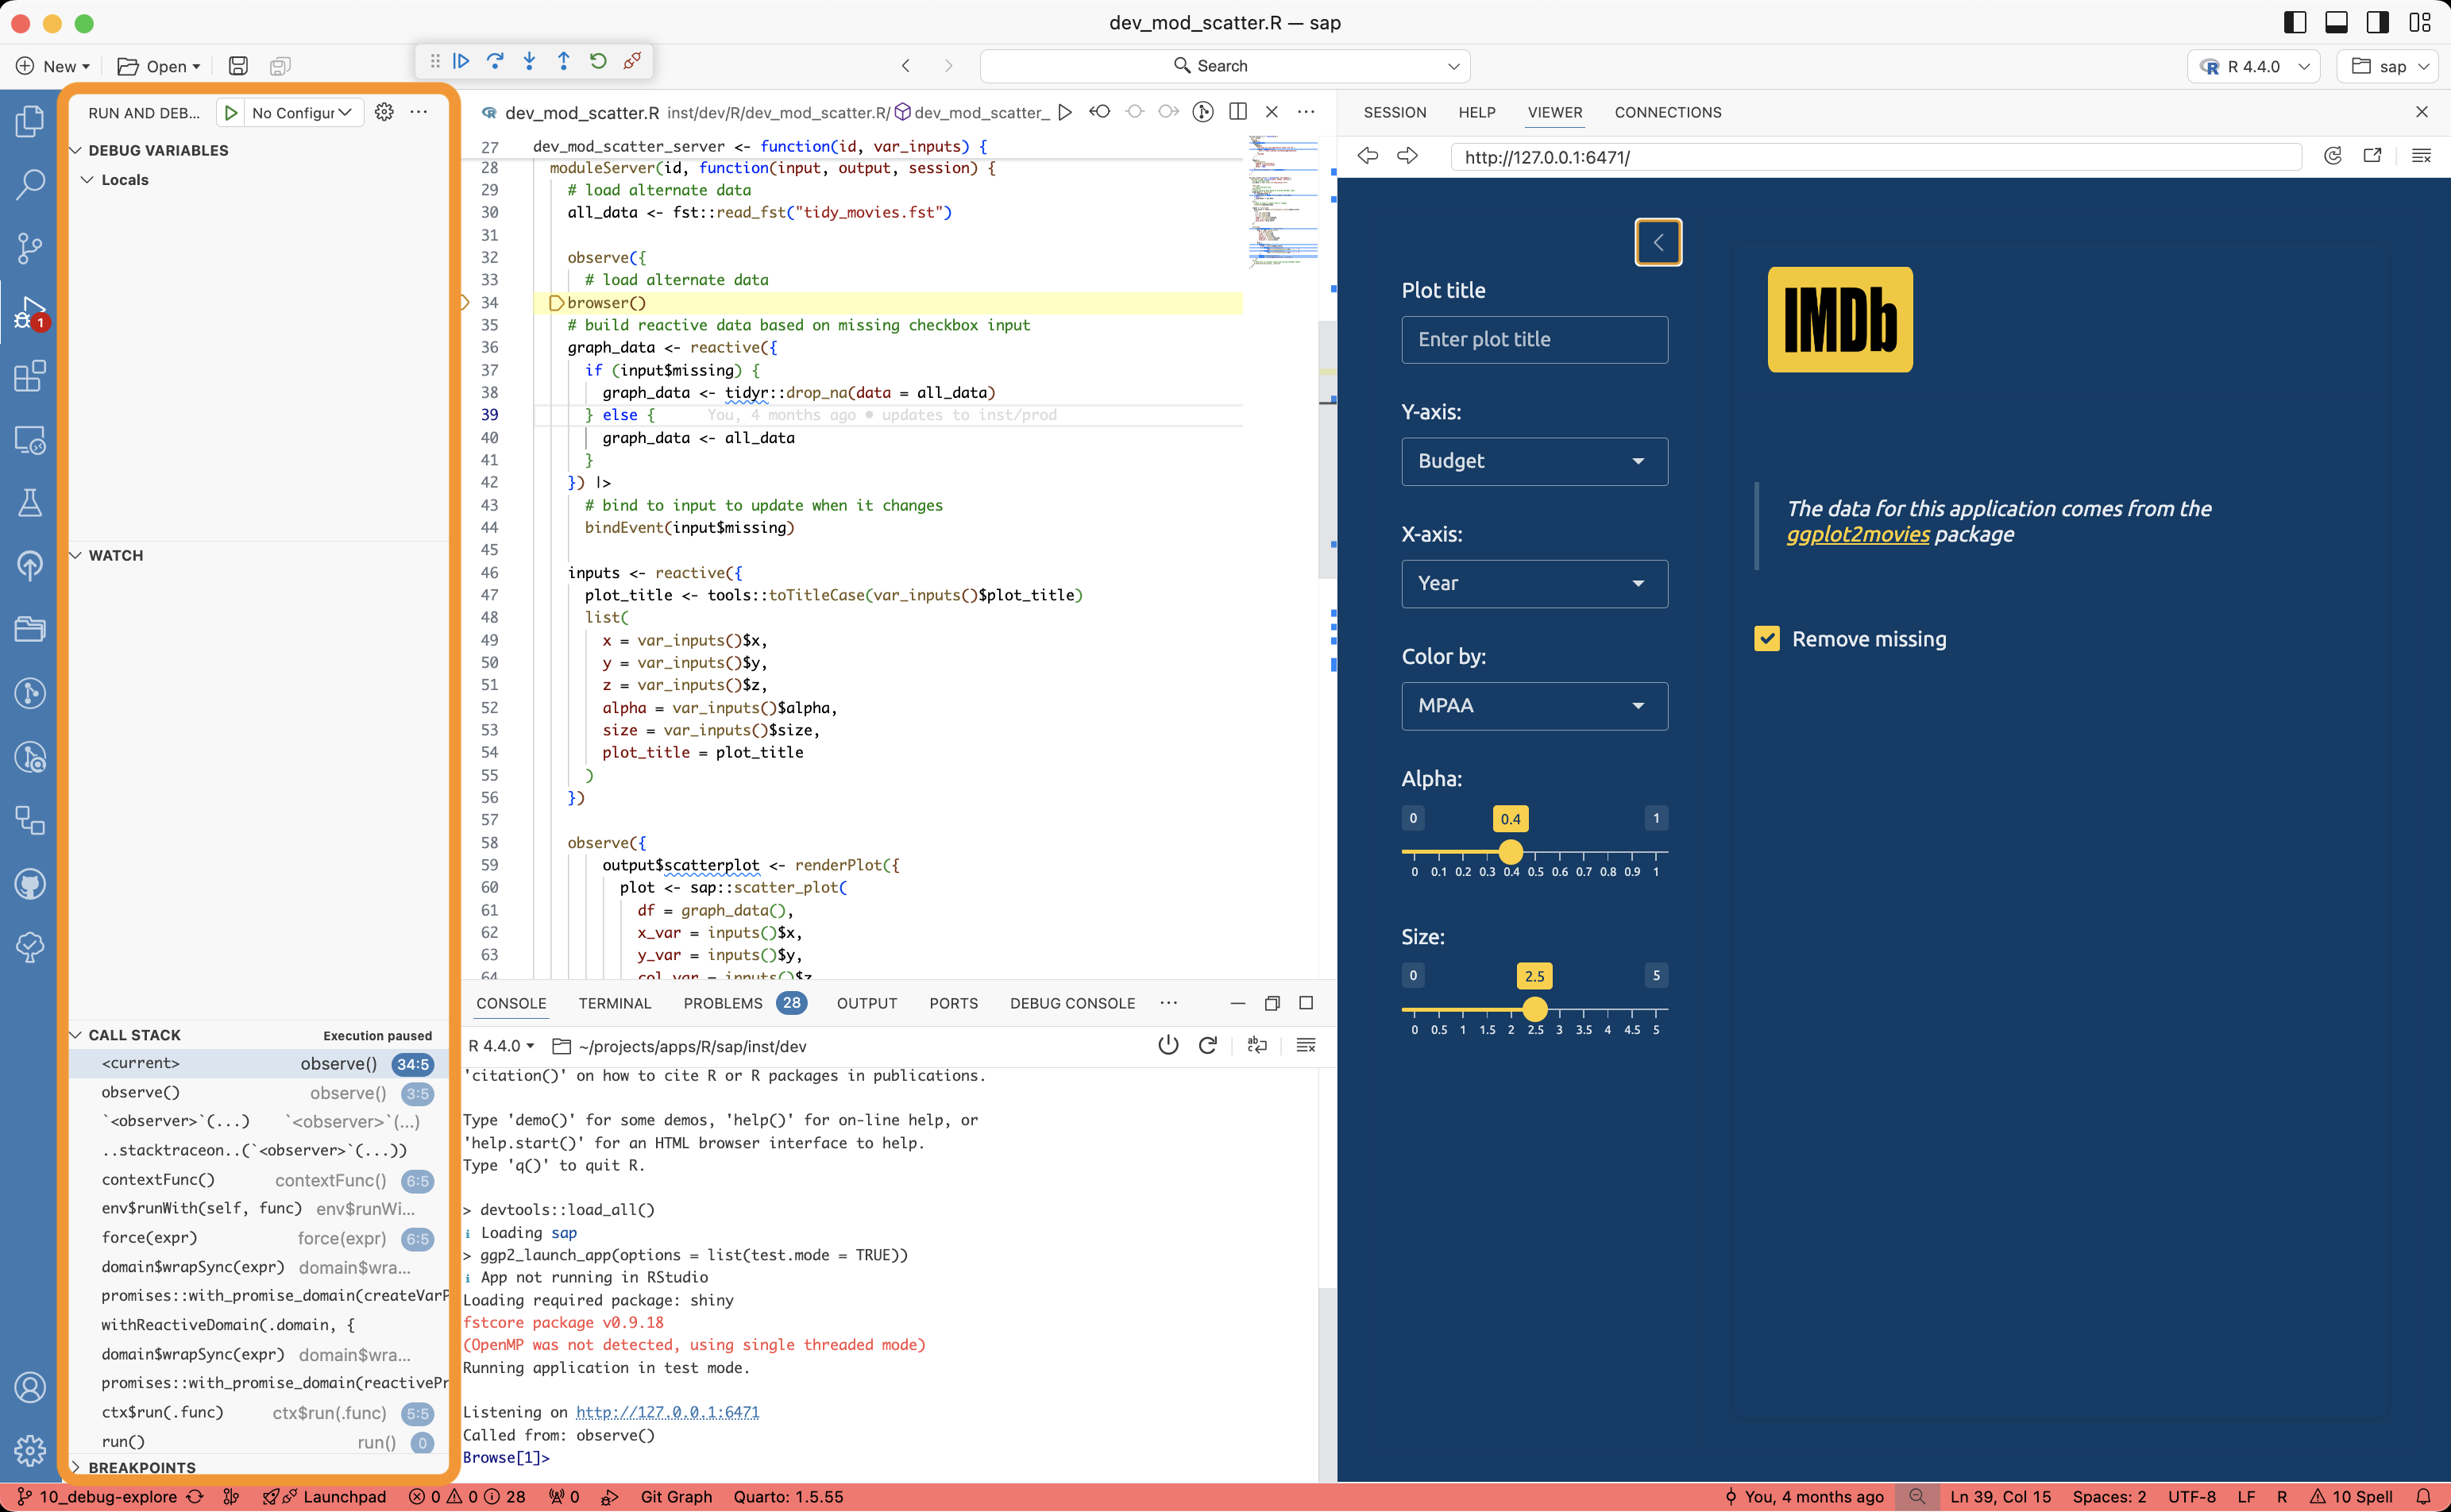 dev_mod_scatter.R — sap
New
Open
Search
R 4.4.0
sap
RUN AND DEB...
No Configur
DEBUG VARIABLES
Locals
WATCH
CALL STACK
Execution paused
<current> observe() 34:5
observe() observe() 3:5
`<observer>`(...) `<observer>`(...)
..stacktraceon..(`<observer>`(...))
contextFunc() contextFunc() 6:5
env$runWith(self, func) env$runWi...
force(expr) force(expr) 6:5
domain$wrapSync(expr) domain$wra...
promises::with_promise_domain(createVarP
withReactiveDomain(.domain, {
domain$wrapSync(expr) domain$wra...
promises::with_promise_domain(reactivePr
ctx$run(.func) ctx$run(.func) 5:5
run() run() 0
BREAKPOINTS
1
dev_mod_scatter.R inst/dev/R/dev_mod_scatter.R/ dev_mod_scatter_
27 dev_mod_scatter_server <- function(id, var_inputs) {
28 moduleServer(id, function(input, output, session) {
29 # load alternate data
30 all_data <- fst::read_fst("tidy_movies.fst")
31
32 observe({
33 # load alternate data
34 browser()
35 # build reactive data based on missing checkbox input
36 graph_data <- reactive({
37 if (input$missing) {
38 graph_data <- tidyr::drop_na(data = all_data)
39 } else { You, 4 months ago • updates to inst/prod
40 graph_data <- all_data
41 }
42 }) |>
43 # bind to input to update when it changes
44 bindEvent(input$missing)
45
46 inputs <- reactive({
47 plot_title <- tools::toTitleCase(var_inputs()$plot_title)
48 list(
49 x = var_inputs()$x,
50 y = var_inputs()$y,
51 z = var_inputs()$z,
52 alpha = var_inputs()$alpha,
53 size = var_inputs()$size,
54 plot_title = plot_title
55 )
56 })
57
58 observe({
59 output$scatterplot <- renderPlot({
60 plot <- sap::scatter_plot(
61 df = graph_data(),
62 x_var = inputs()$x,
63 y_var = inputs()$y,
64 col_var = inputs()$z
CONSOLE TERMINAL PROBLEMS 28 OUTPUT PORTS DEBUG CONSOLE
R 4.4.0 ~/projects/apps/R/sap/inst/dev
'citation()' on how to cite R or R packages in publications.
Type 'demo()' for some demos, 'help()' for on-line help, or
'help.start()' for an HTML browser interface to help.
Type 'q()' to quit R.
> devtools::load_all()
ℹ Loading sap
> ggp2_launch_app(options = list(test.mode = TRUE))
ℹ App not running in RStudio
Loading required package: shiny
fstcore package v0.9.18
(OpenMP was not detected, using single threaded mode)
Running application in test mode.
Listening on http://127.0.0.1:6471
Called from: observe()
Browse[1]>
SESSION HELP VIEWER CONNECTIONS
http://127.0.0.1:6471/
Plot title
Enter plot title
Y-axis:
Budget
X-axis:
Year
Color by:
MPAA
Alpha:
0 0.4 1
0 0.1 0.2 0.3 0.4 0.5 0.6 0.7 0.8 0.9 1
Size:
0 2.5 5
0 0.5 1 1.5 2 2.5 3 3.5 4 4.5 5
IMDb
The data for this application comes from the
ggplot2movies package
Remove missing
10_debug-explore Launchpad 0 0 28 0 Git Graph Quarto: 1.5.55 You, 4 months ago Ln 39, Col 15 Spaces: 2 UTF-8 LF R 10 Spell